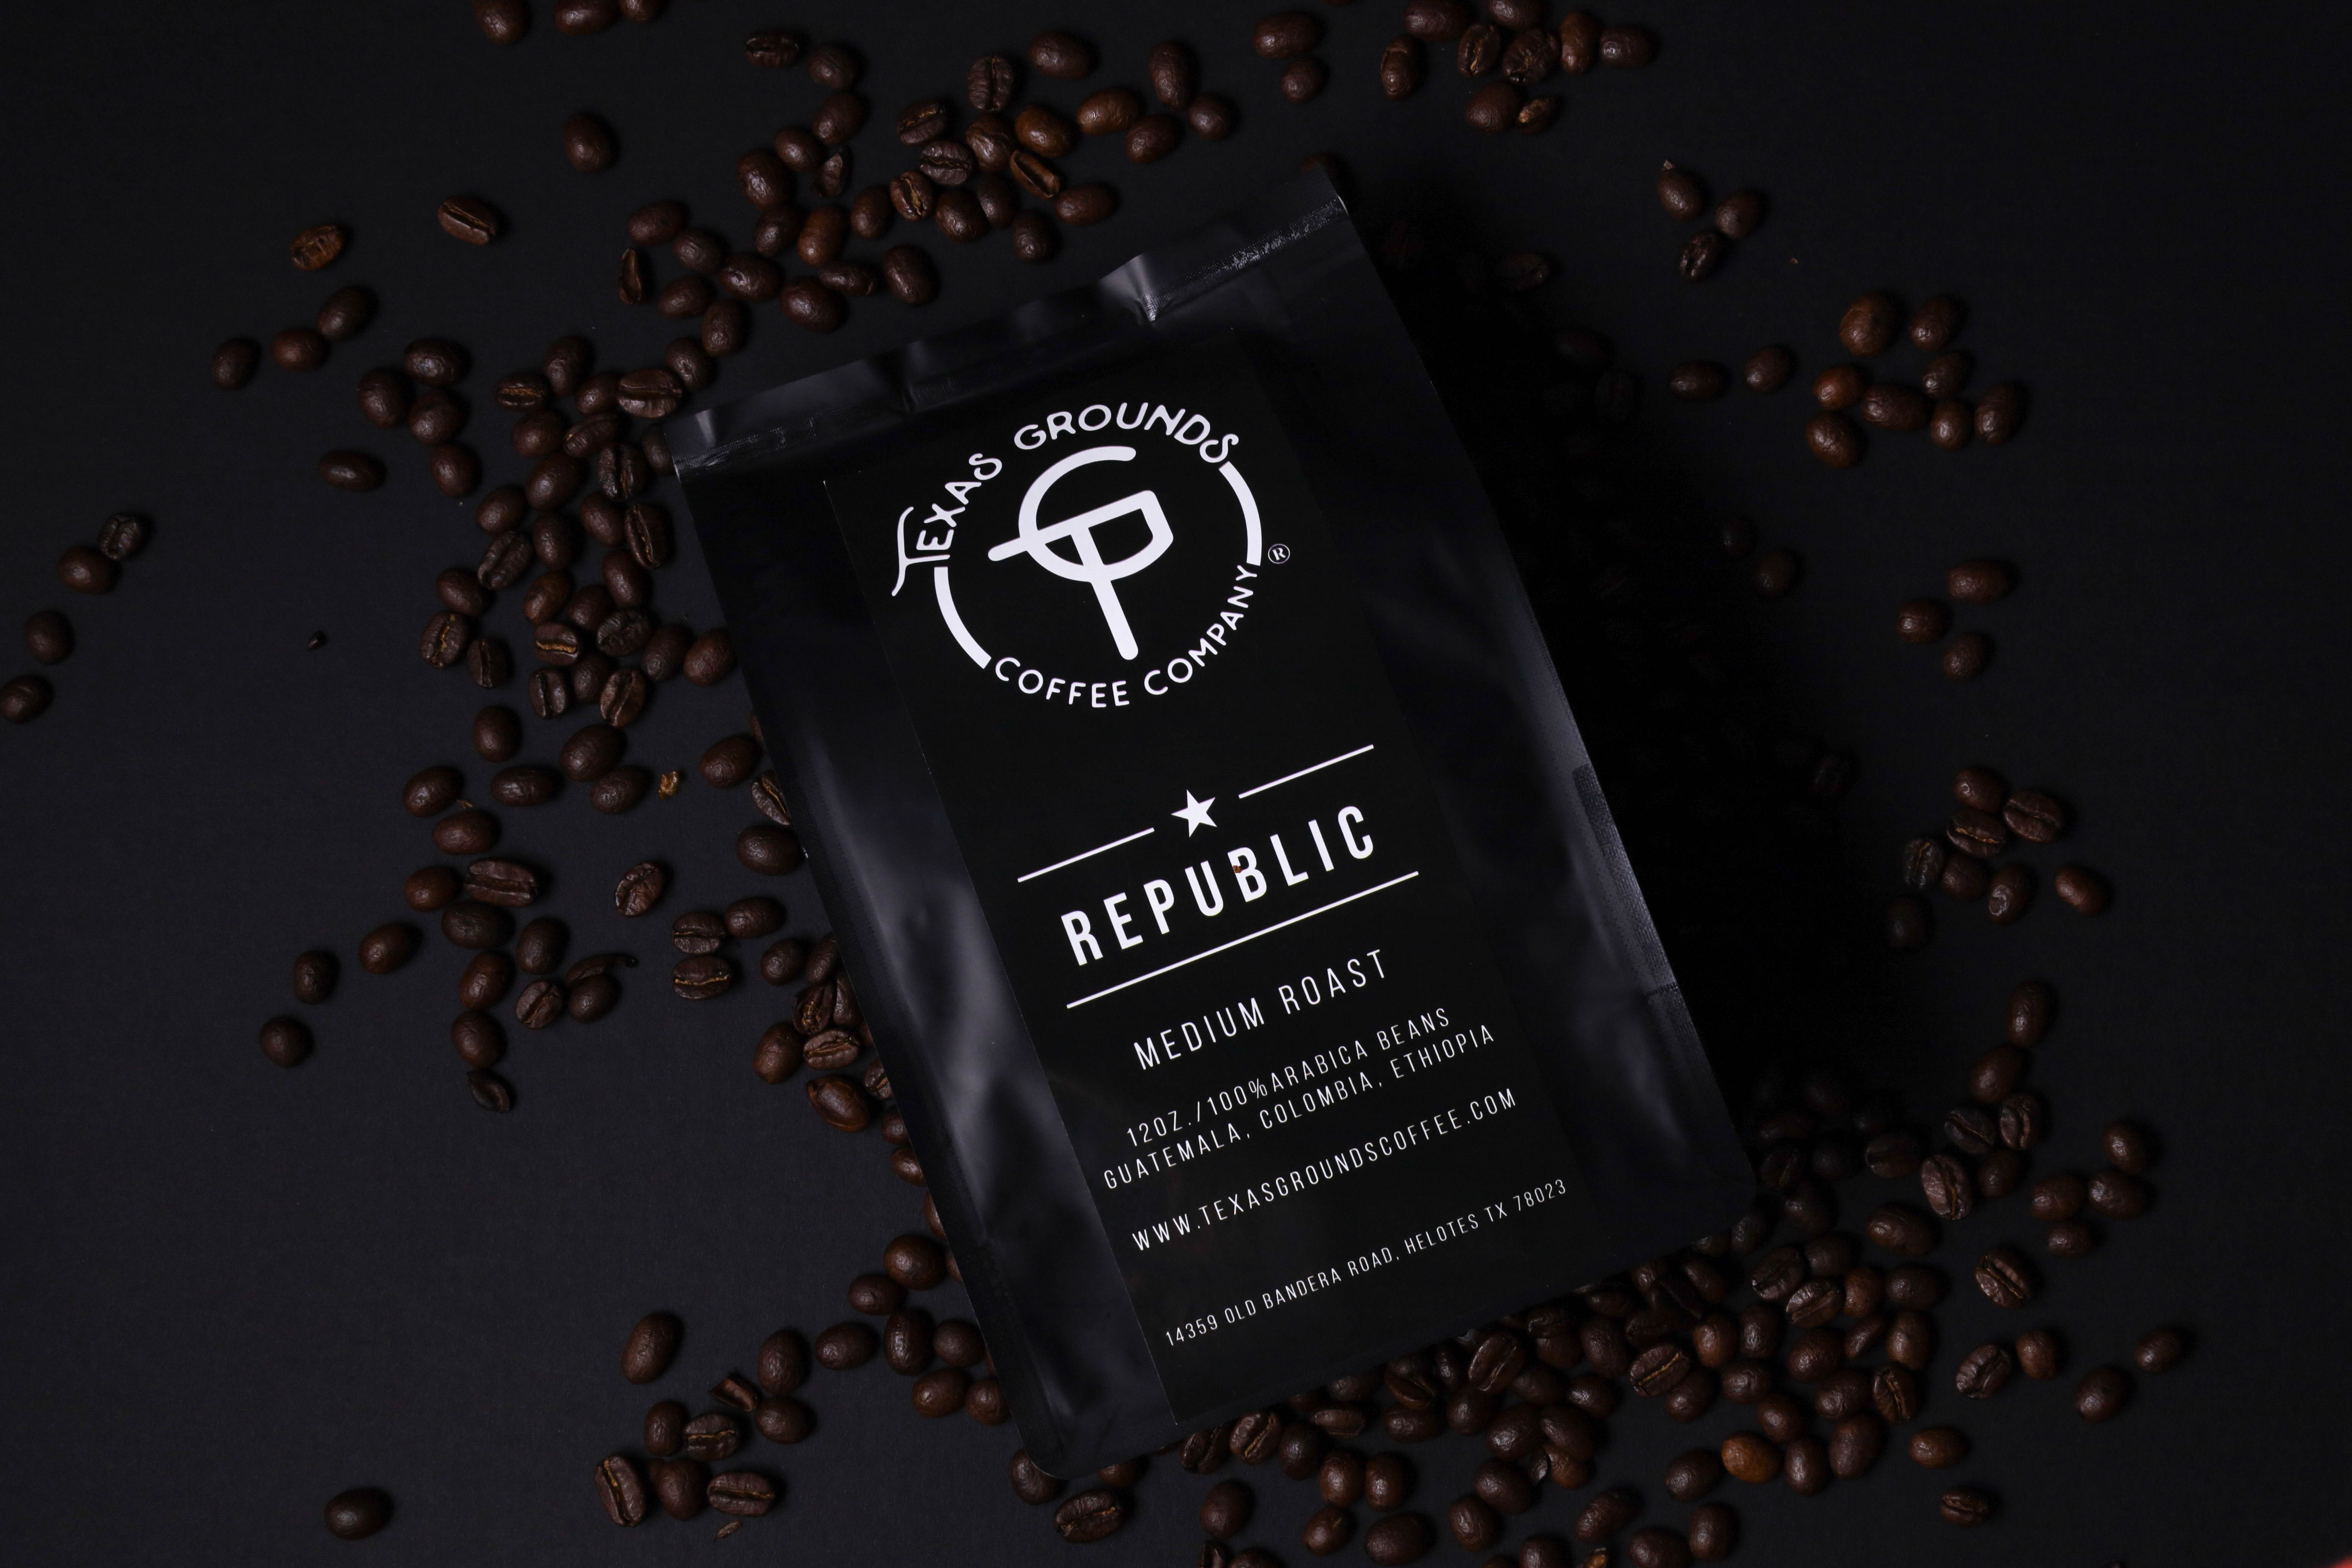 TEXAS GROUNDS
COFFEE COMPANY®
REPUBLIC
MEDIUM ROAST
12OZ./100%ARABICA BEANS
GUATEMALA, COLOMBIA, ETHIOPIA
WWW.TEXASGROUNDSCOFFEE.COM
14359 OLD BANDERA ROAD, HELOTES TX 78023